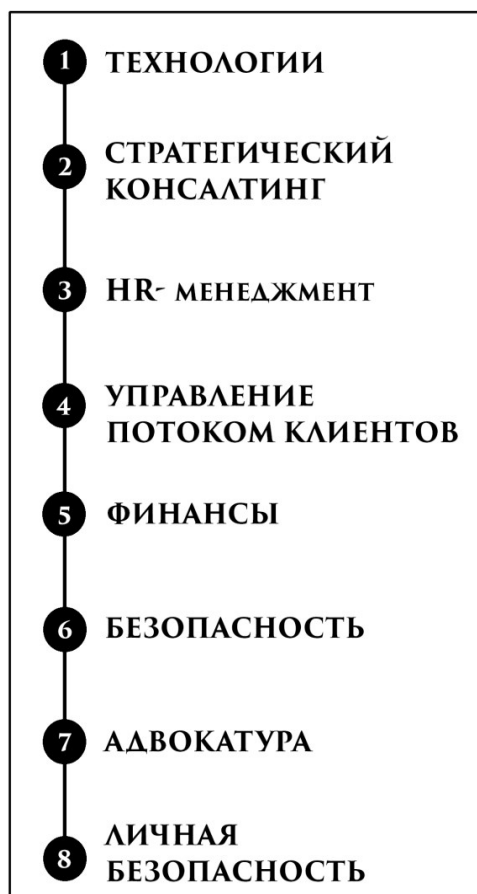 1 ТЕХНОЛОГИИ
2 СТРАТЕГИЧЕСКИЙ
КОНСАЛТИНГ
3 HR- МЕНЕДЖМЕНТ
4 УПРАВЛЕНИЕ
ПОТОКОМ КЛИЕНТОВ
5 ФИНАНСЫ
6 БЕЗОПАСНОСТЬ
7 АДВОКАТУРА
8 ЛИЧНАЯ
БЕЗОПАСНОСТЬ